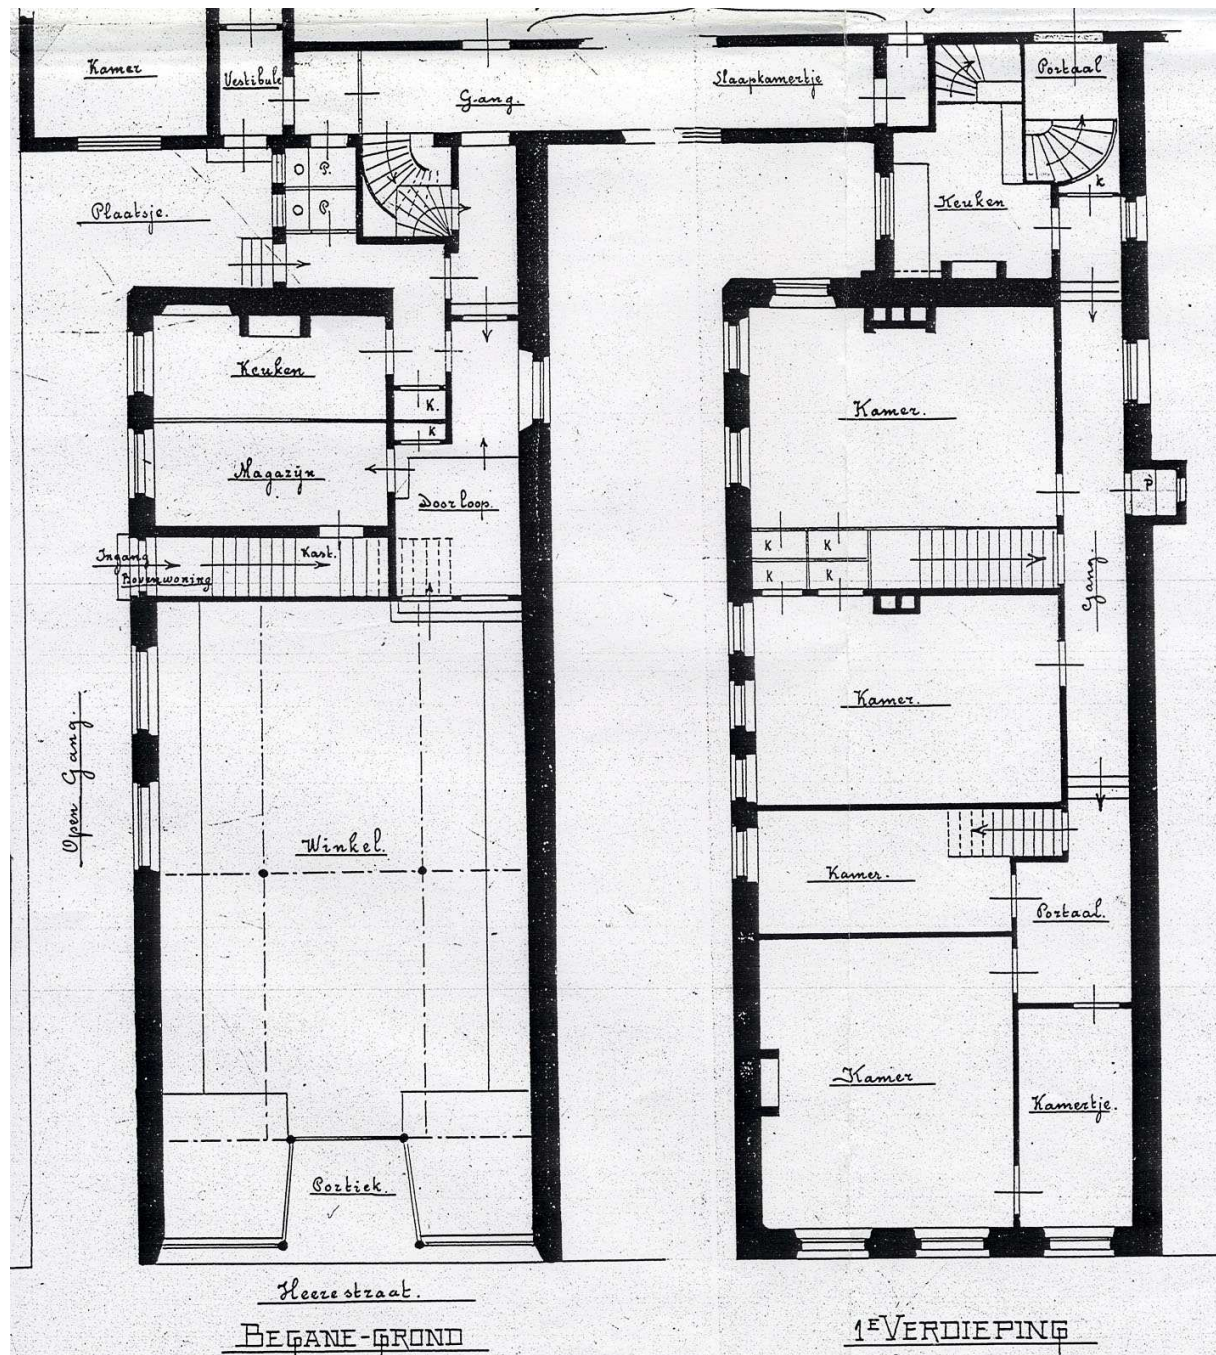 Kamer
Vestibule
Gang.
P.
P.
Plaatsje.
Keuken
K.
K
Magazijn
Doorloop.
Ingang
Bovenwoning
Kast.
Open Gang.
Winkel.
Portiek.
Heerestraat.
BEGANE-GROND
Slaapkamertje
Portaal
K
Keuken
Kamer.
P.
K K
K K
Gang.
Kamer.
Kamer.
Portaal.
Kamer
Kamertje.
1E VERDIEPING